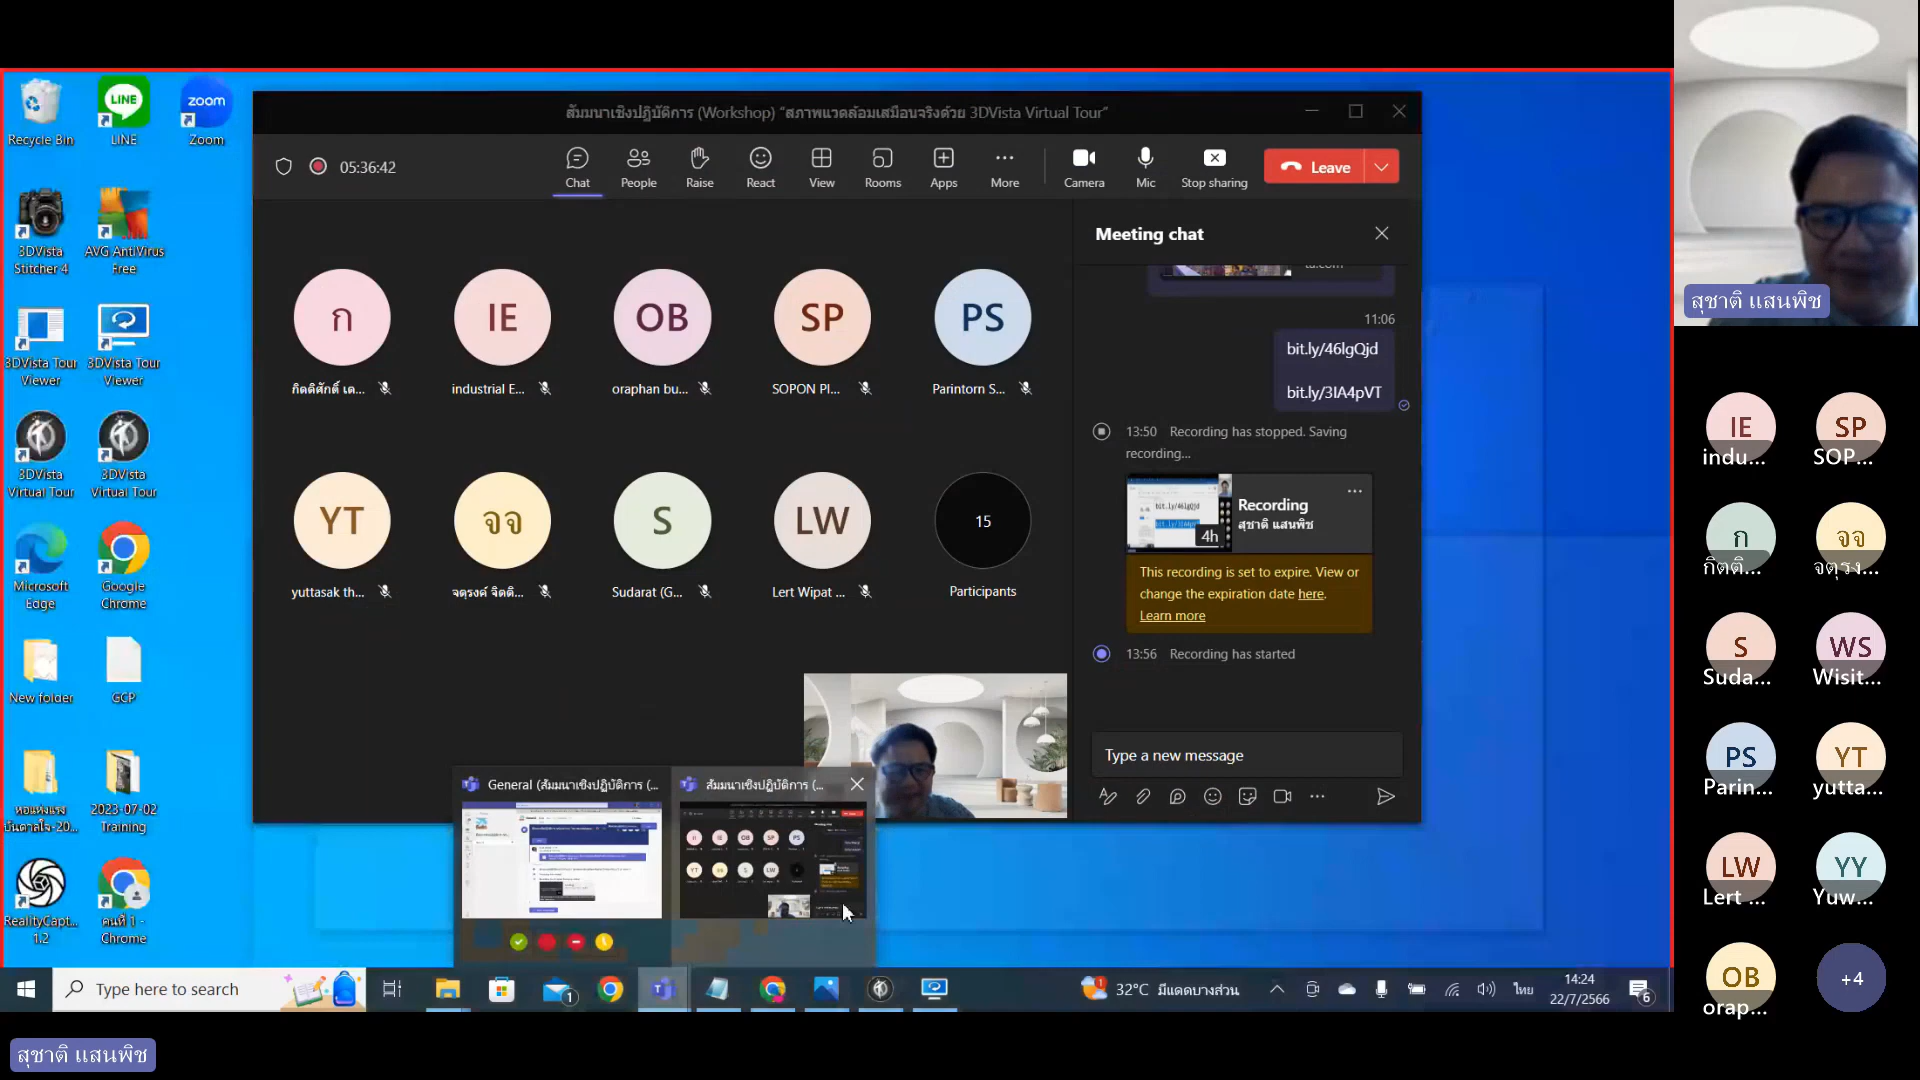 สัมมนาเชิงปฏิบัติการ (Workshop) "สภาพแวดล้อมเสมือนจริงด้วย 3DVista Virtual Tour"
05:36:42
Chat
People
Raise
React
View
Rooms
Apps
More
Camera
Mic
Stop sharing
Leave
Recycle Bin
LINE
LINE
zoom
Zoom
3DVista Stitcher 4
AVG AntiVirus Free
3DVista Tour Viewer
3DVista Tour Viewer
3DVista Virtual Tour
3DVista Virtual Tour
Microsoft Edge
Google Chrome
New folder
GCP
2023-07-02 Training
RealityCapt... 1.2
คนที่ 1 - Chrome
ก
กิตติศักดิ์ เต...
IE
industrial E...
OB
oraphan bu...
SP
SOPON PI...
PS
Parintorn S...
YT
yuttasak th...
จจ
จตุรงค์ จิตติ...
S
Sudarat (G...
LW
Lert Wipat ...
15
Participants
Meeting chat
11:06
bit.ly/46lgQjd
bit.ly/3IA4pVT
13:50 Recording has stopped. Saving
recording...
Recording
สุชาติ แสนพิช
4h
This recording is set to expire. View or
change the expiration date here.
Learn more
13:56 Recording has started
Type a new message
General (สัมมนาเชิงปฏิบัติการ (...
สัมมนาเชิงปฏิบัติการ (...
Type here to search
1
32°C มีแดดบางส่วน
ไทย
14:24
22/7/2566
6
สุชาติ แสนพิช
IE
indu...
SP
SOP...
ก
กิตติ...
จจ
จตุรง...
S
Suda...
WS
Wisit...
PS
Parin...
YT
yutta...
LW
Lert ...
YY
Yuw...
OB
orap...
+4
สุชาติ แสนพิช